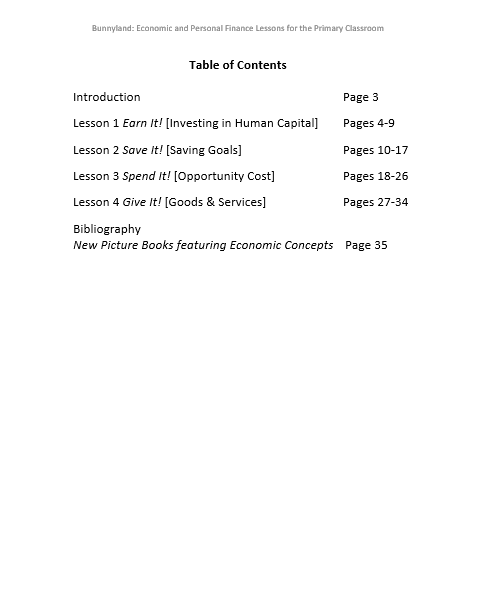 Bunnyland: Economic and Personal Finance Lessons for the Primary Classroom
Table of Contents
Introduction Page 3
Lesson 1 Earn It! [Investing in Human Capital] Pages 4-9
Lesson 2 Save It! [Saving Goals] Pages 10-17
Lesson 3 Spend It! [Opportunity Cost] Pages 18-26
Lesson 4 Give It! [Goods & Services] Pages 27-34
Bibliography
New Picture Books featuring Economic Concepts Page 35